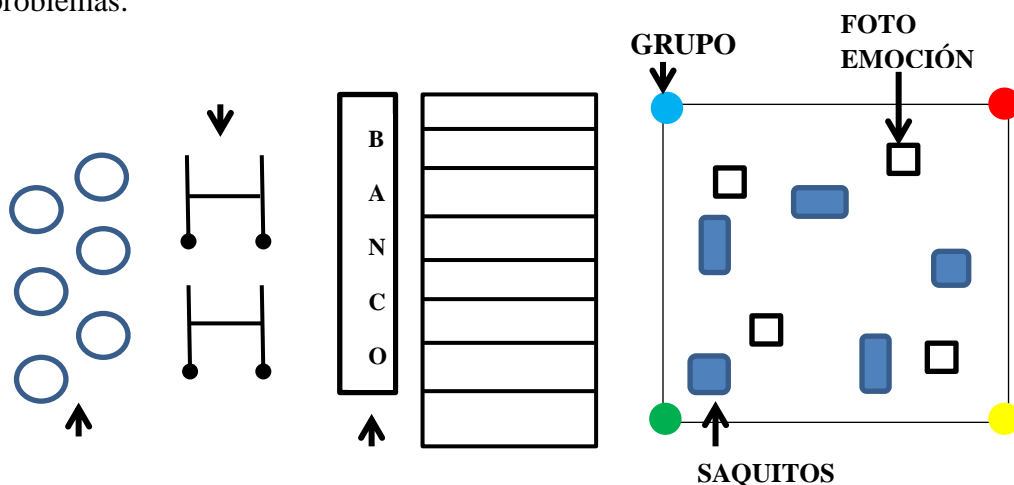 problemas.
GRUPO
FOTO
EMOCIÓN
B
A
N
C
O
SAQUITOS